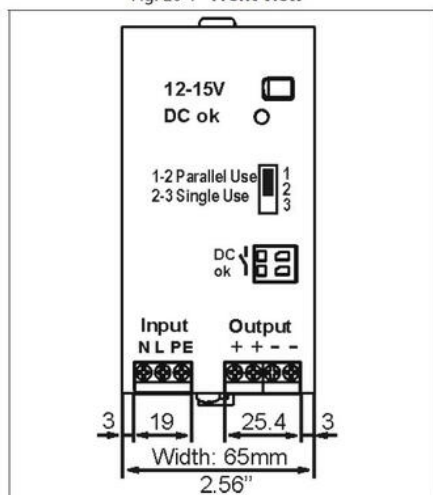 12-15V
DC ok
1-2 Parallel Use
2-3 Single Use
1
2
3
DC
ok
Input Output
N L PE + + − −
3 19 25.4 3
Width: 65mm
2.56"